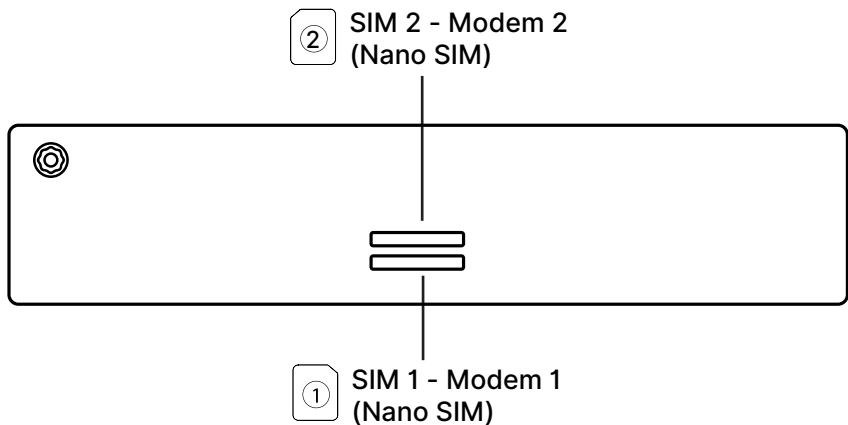 ② SIM 2 - Modem 2
(Nano SIM)
① SIM 1 - Modem 1
(Nano SIM)